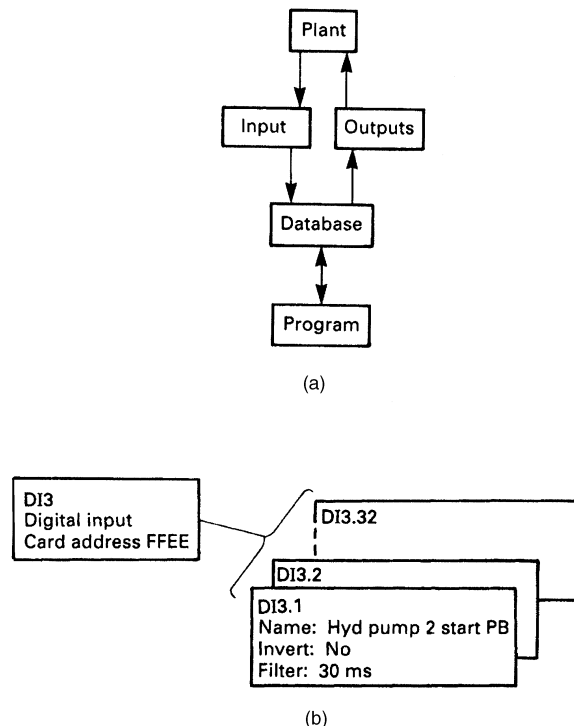 Plant
Input
Outputs
Database
Program
(a)
DI3
Digital input
Card address FFEE
DI3.32
DI3.2
DI3.1
Name: Hyd pump 2 start PB
Invert: No
Filter: 30 ms
(b)